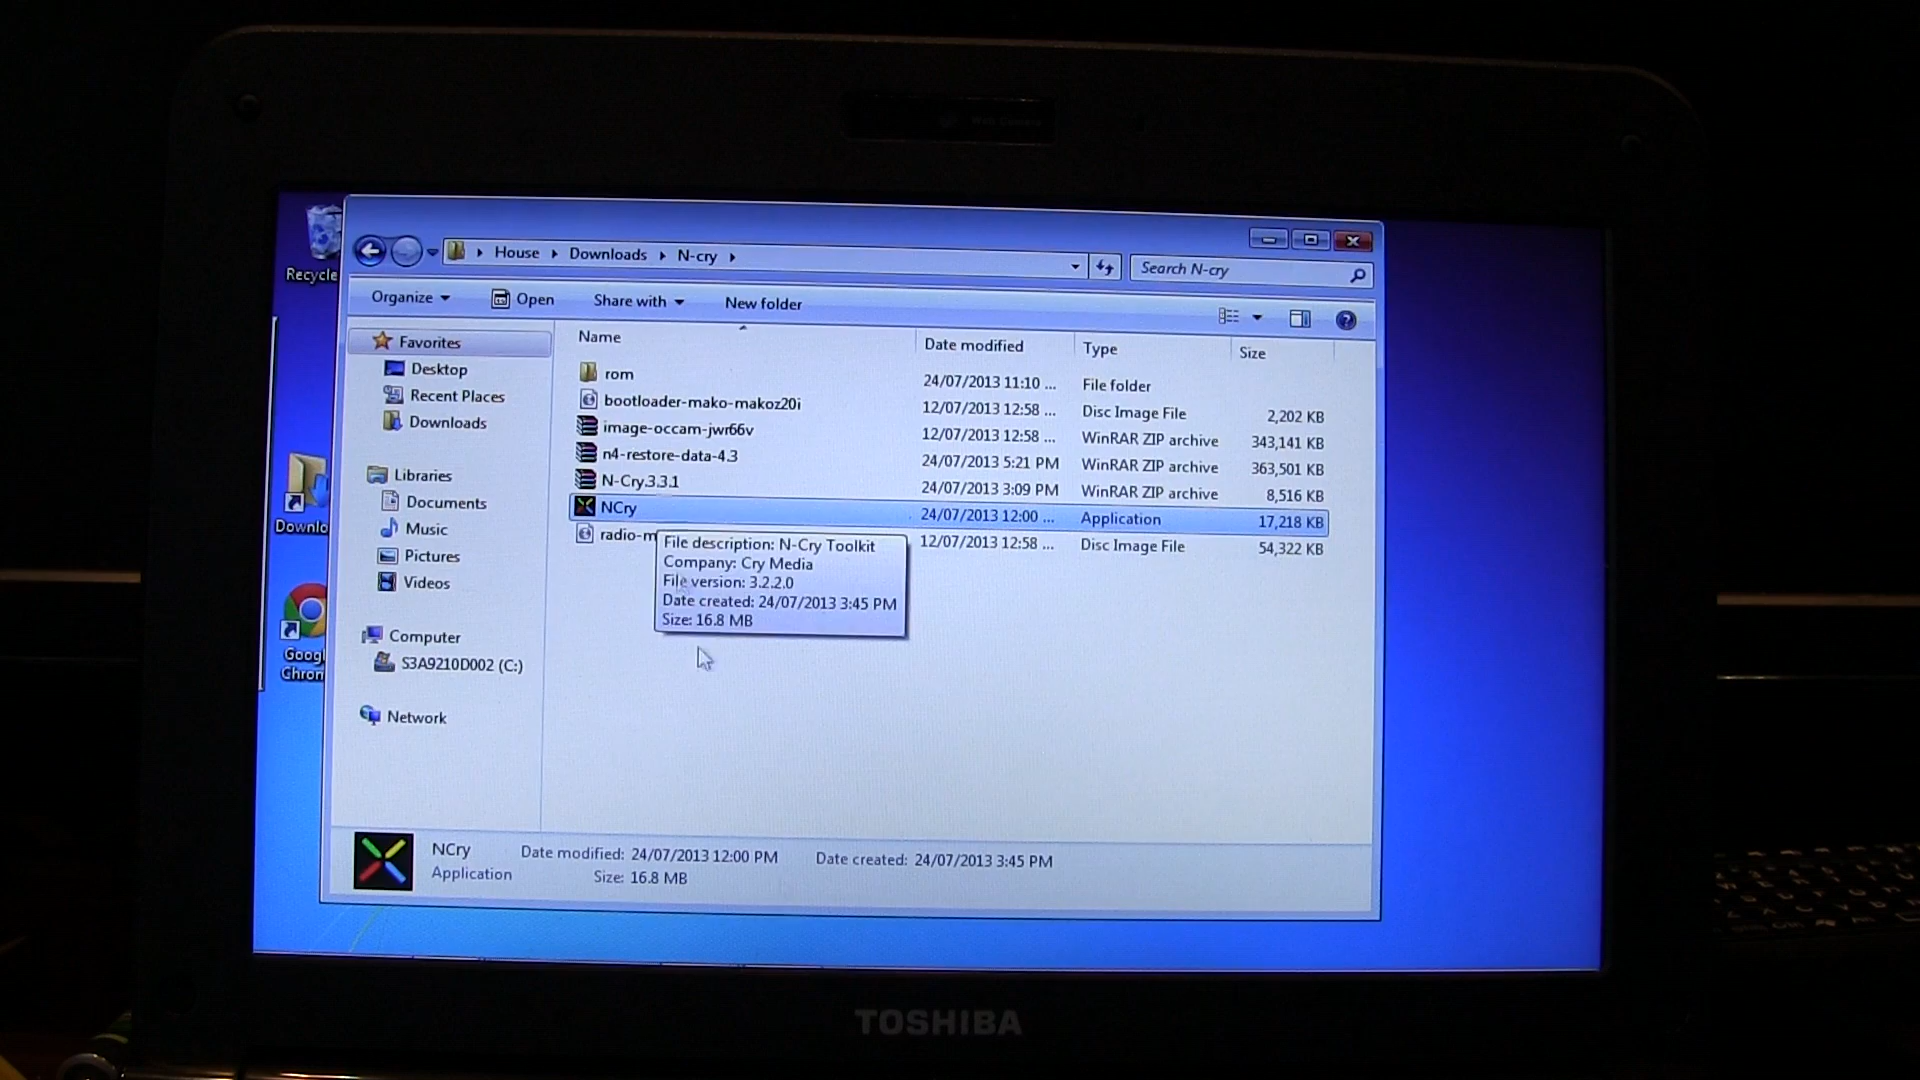 Recycle
House Downloads N-cry
Search N-cry
Organize Open Share with New folder
Name Date modified Type Size
Favorites
Desktop
Recent Places
Downloads
Libraries
Documents
Music
Pictures
Videos
Computer
S3A9210D002 (C:)
Network
rom 24/07/2013 11:10 ... File folder
bootloader-mako-makoz20i 12/07/2013 12:58 ... Disc Image File 2,202 KB
image-occam-jwr66v 12/07/2013 12:58 ... WinRAR ZIP archive 343,141 KB
n4-restore-data-4.3 24/07/2013 5:21 PM WinRAR ZIP archive 363,501 KB
N-Cry.3.3.1 24/07/2013 3:09 PM WinRAR ZIP archive 8,516 KB
NCry 24/07/2013 12:00 ... Application 17,218 KB
radio-m 12/07/2013 12:58 ... Disc Image File 54,322 KB
File description: N-Cry Toolkit
Company: Cry Media
File version: 3.2.2.0
Date created: 24/07/2013 3:45 PM
Size: 16.8 MB
Downlo
Googl
Chron
NCry Date modified: 24/07/2013 12:00 PM Date created: 24/07/2013 3:45 PM
Application Size: 16.8 MB
TOSHIBA